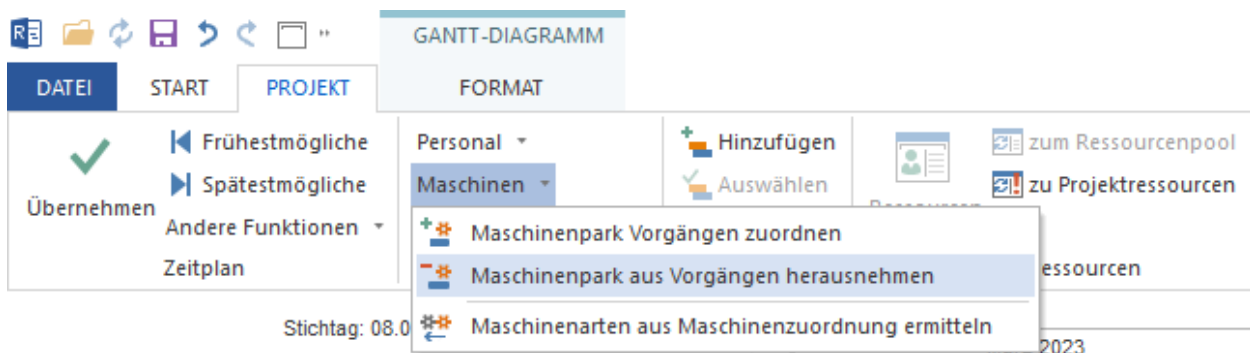 GANTT-DIAGRAMM
DATEI START PROJEKT FORMAT
Übernehmen
Frühestmögliche
Spätestmögliche
Andere Funktionen
Zeitplan
Personal
Maschinen
Hinzufügen
Auswählen
zum Ressourcenpool
zu Projektressourcen
Maschinenpark Vorgängen zuordnen
Maschinenpark aus Vorgängen herausnehmen
Maschinenarten aus Maschinenzuordnung ermitteln
essourcen
Stichtag: 08.0
2023